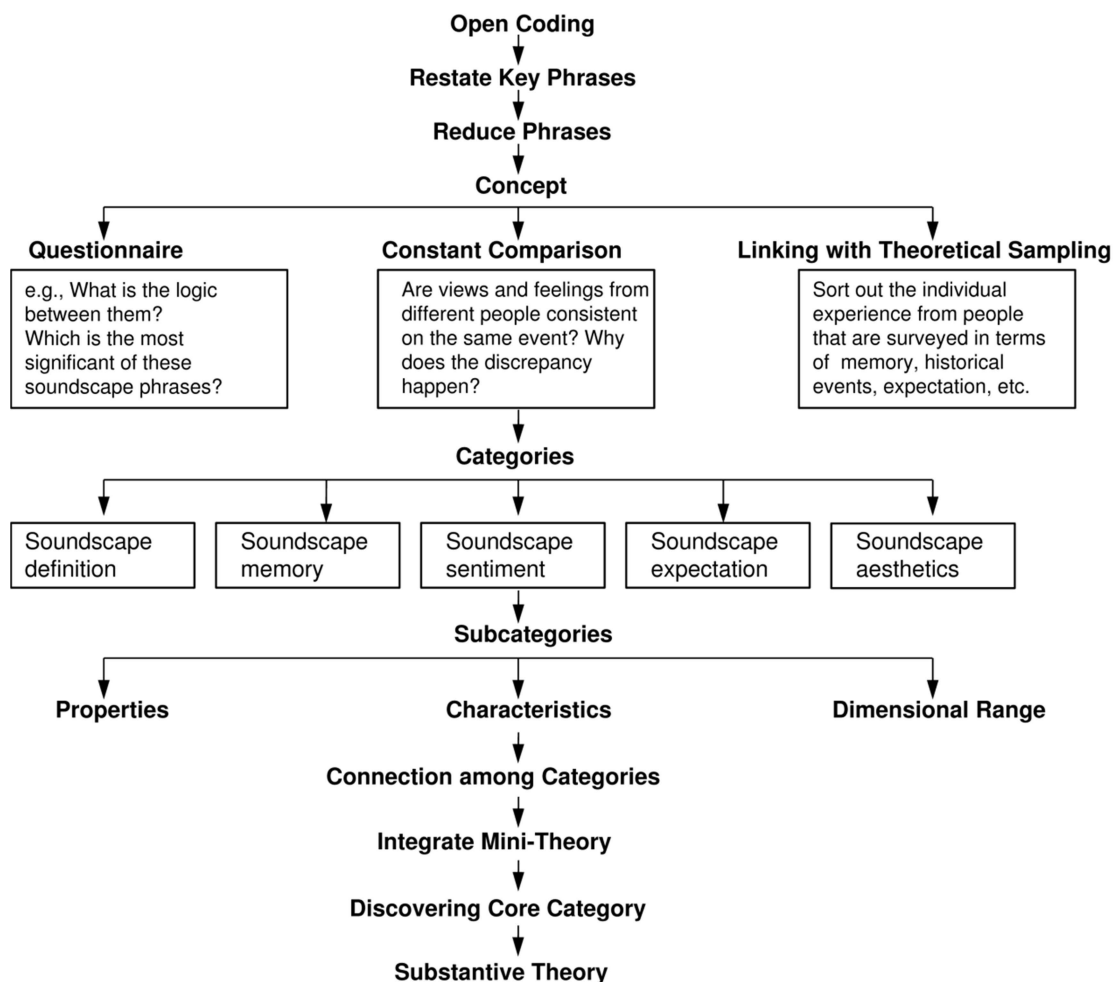 Open Coding
Restate Key Phrases
Reduce Phrases
Concept
Questionnaire
e.g., What is the logic
between them?
Which is the most
significant of these
soundscape phrases?
Constant Comparison
Are views and feelings from
different people consistent
on the same event? Why
does the discrepancy
happen?
Linking with Theoretical Sampling
Sort out the individual
experience from people
that are surveyed in terms
of memory, historical
events, expectation, etc.
Categories
Soundscape
definition
Soundscape
memory
Soundscape
sentiment
Soundscape
expectation
Soundscape
aesthetics
Subcategories
Properties
Characteristics
Dimensional Range
Connection among Categories
Integrate Mini-Theory
Discovering Core Category
Substantive Theory